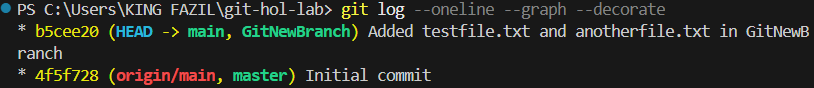 PS C:\Users\KING FAZIL\git-hol-lab> git log --oneline --graph --decorate
* b5cee20 (HEAD -> main, GitNewBranch) Added testfile.txt and anotherfile.txt in GitNewB
ranch
* 4f5f728 (origin/main, master) Initial commit